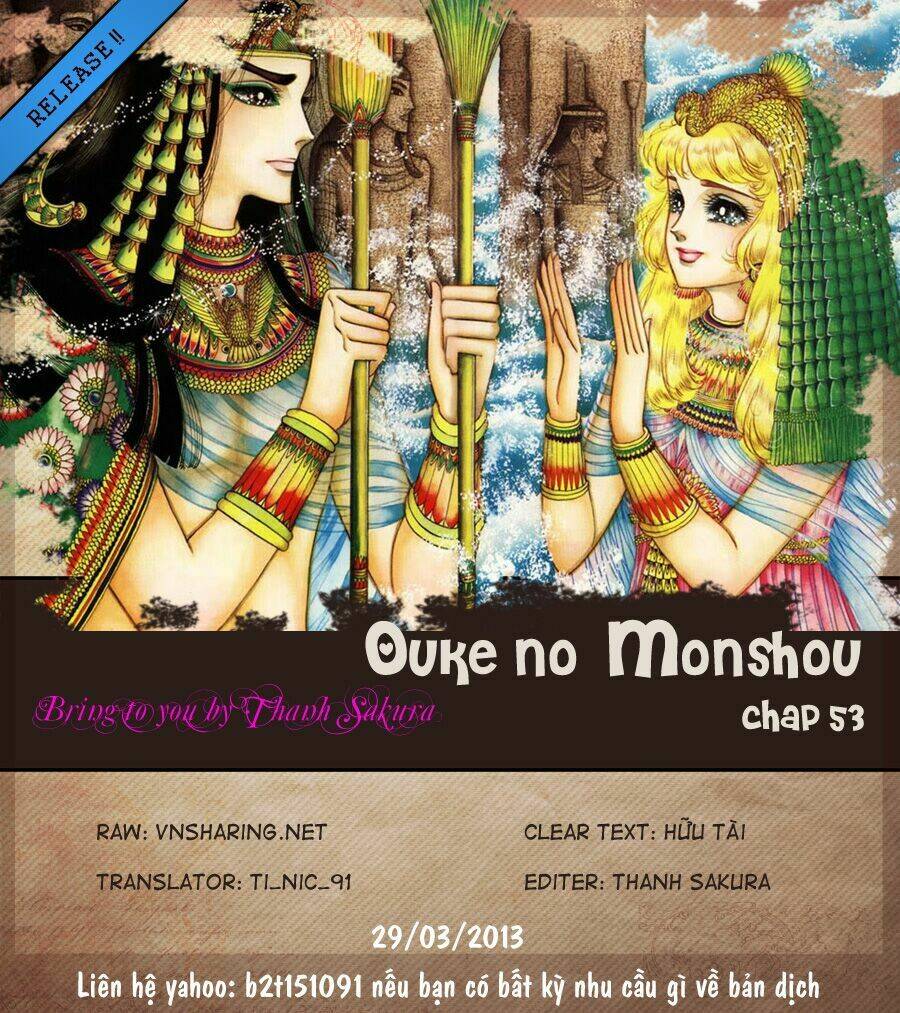 RELEASE !!
Ouke no Monshou
Bring to you by Thanh Sakura
chap 53
RAW: VNSHARING.NET
CLEAR TEXT: HỮU TÀI
TRANSLATOR: TI_NIC_91
EDITER: THANH SAKURA
29/03/2013
Liên hệ yahoo: b2t151091 nếu bạn có bất kỳ nhu cầu gì về bản dịch